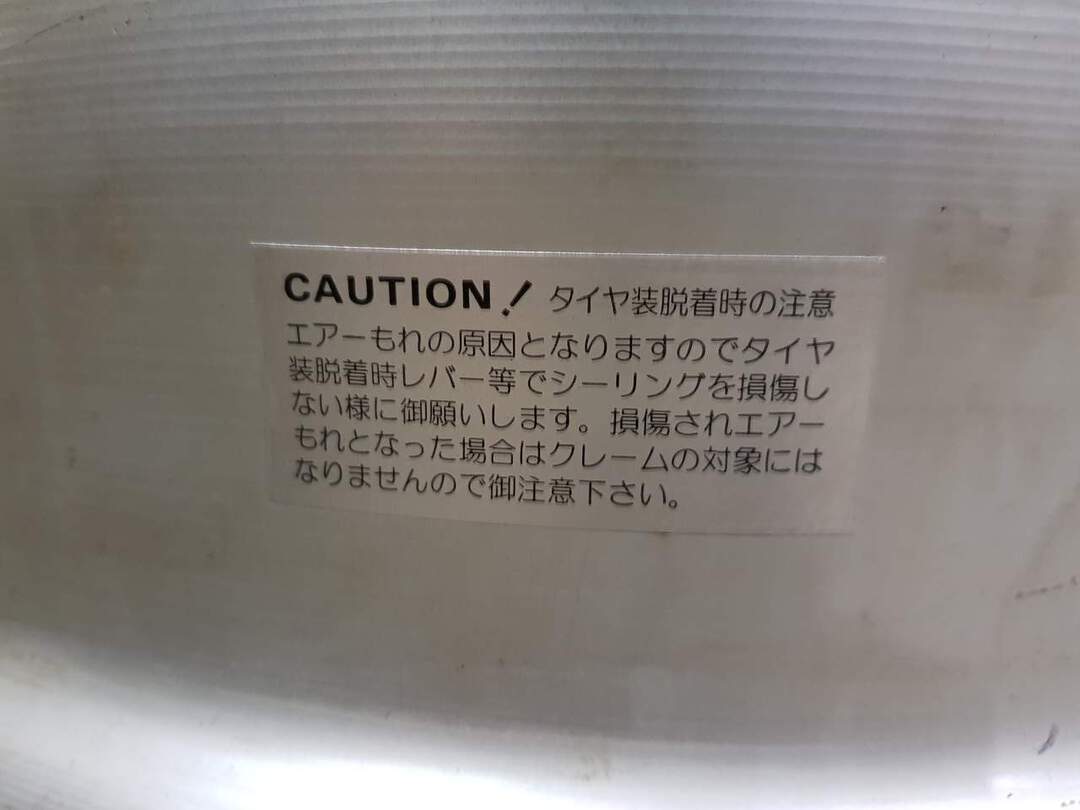 CAUTION! タイヤ装脱着時の注意
エアーもれの原因となりますのでタイヤ
装脱着時レバー等でシーリングを損傷し
ない様に御願いします。損傷されエアー
もれとなった場合はクレームの対象には
なりませんので御注意下さい。